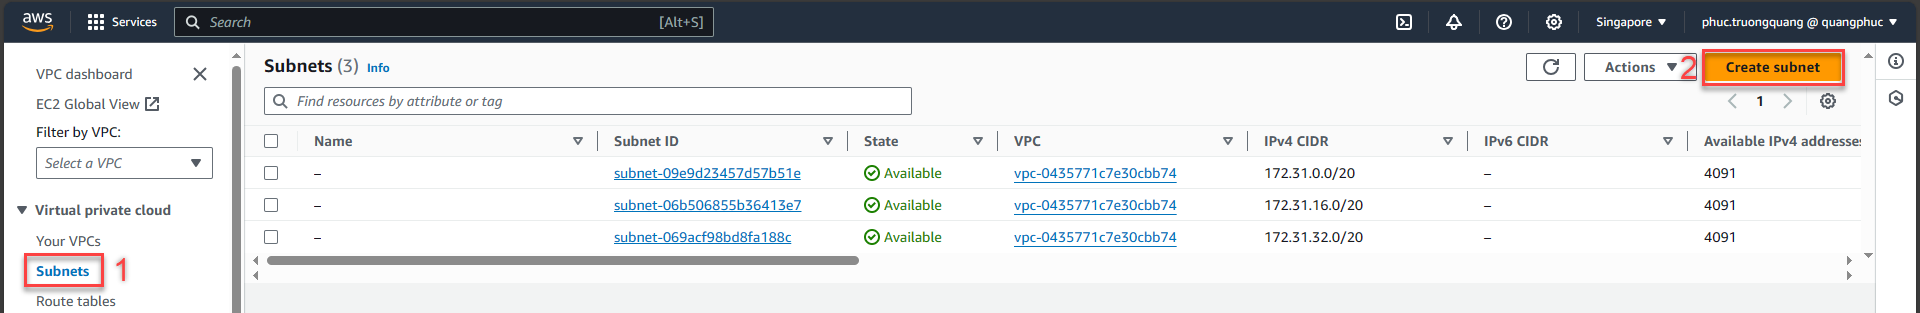 aws Services Search [Alt+S] Singapore phuc.truongquang @ quangphuc
VPC dashboard
EC2 Global View
Filter by VPC:
Select a VPC
Virtual private cloud
Your VPCs
Subnets 1
Route tables
Subnets (3) Info
Actions 2 Create subnet
Find resources by attribute or tag
1
Name Subnet ID State VPC IPv4 CIDR IPv6 CIDR Available IPv4 addresses
– subnet-09e9d23457d57b51e Available vpc-0435771c7e30cbb74 172.31.0.0/20 – 4091
– subnet-06b506855b36413e7 Available vpc-0435771c7e30cbb74 172.31.16.0/20 – 4091
– subnet-069acf98bd8fa188c Available vpc-0435771c7e30cbb74 172.31.32.0/20 – 4091